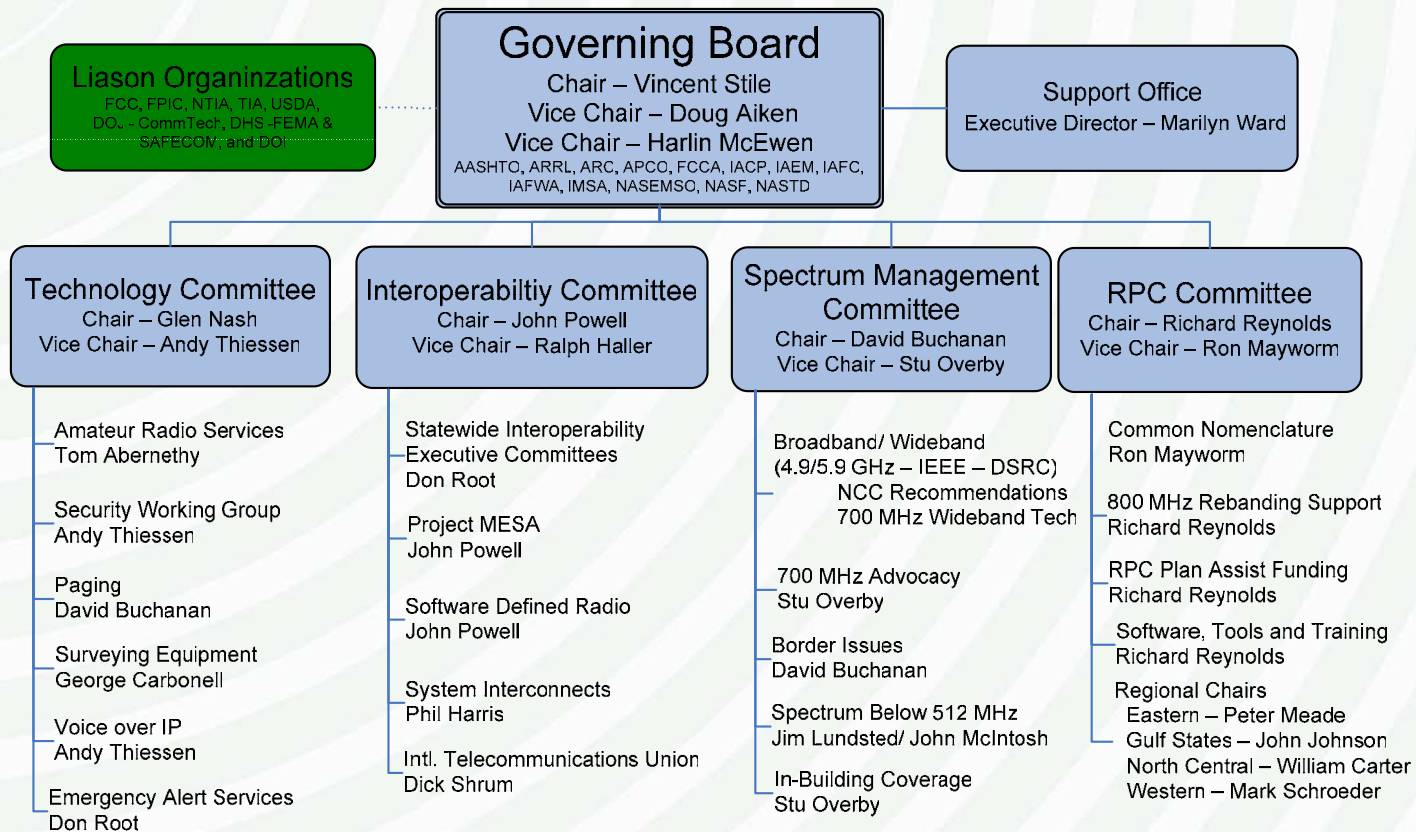 Liason Organinzations
FCC, FPIC, NTIA, TIA, USDA,
DOJ - CommTech, DHS -FEMA &
SAFECOM, and DOI
Governing Board
Chair – Vincent Stile
Vice Chair – Doug Aiken
Vice Chair – Harlin McEwen
AASHTO, ARRL, ARC, APCO, FCCA, IACP, IAEM, IAFC,
IAFWA, IMSA, NASEMSO, NASF, NASTD
Support Office
Executive Director – Marilyn Ward
Technology Committee
Chair – Glen Nash
Vice Chair – Andy Thiessen
Amateur Radio Services
Tom Abernethy
Security Working Group
Andy Thiessen
Paging
David Buchanan
Surveying Equipment
George Carbonell
Voice over IP
Andy Thiessen
Emergency Alert Services
Don Root
Interoperabiltiy Committee
Chair – John Powell
Vice Chair – Ralph Haller
Statewide Interoperability
Executive Committees
Don Root
Project MESA
John Powell
Software Defined Radio
John Powell
System Interconnects
Phil Harris
Intl. Telecommunications Union
Dick Shrum
Spectrum Management
Committee
Chair – David Buchanan
Vice Chair – Stu Overby
Broadband/ Wideband
(4.9/5.9 GHz – IEEE – DSRC)
NCC Recommendations
700 MHz Wideband Tech
700 MHz Advocacy
Stu Overby
Border Issues
David Buchanan
Spectrum Below 512 MHz
Jim Lundsted/ John McIntosh
In-Building Coverage
Stu Overby
RPC Committee
Chair – Richard Reynolds
Vice Chair – Ron Mayworm
Common Nomenclature
Ron Mayworm
800 MHz Rebanding Support
Richard Reynolds
RPC Plan Assist Funding
Richard Reynolds
Software, Tools and Training
Richard Reynolds
Regional Chairs
Eastern – Peter Meade
Gulf States – John Johnson
North Central – William Carter
Western – Mark Schroeder